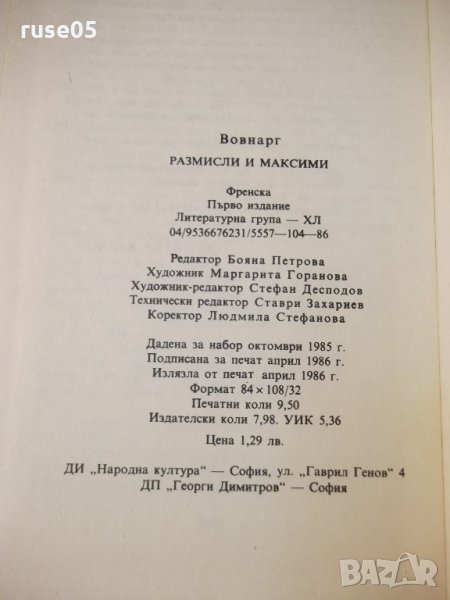 ruse05
Вовнарг
РАЗМИСЛИ И МАКСИМИ
Френска
Първо издание
Литературна група — ХЛ
04/9536676231/5557—104—86
Редактор Бояна Петрова
Художник Маргарита Горанова
Художник-редактор Стефан Десподов
Технически редактор Ставри Захариев
Коректор Людмила Стефанова
Дадена за набор октомври 1985 г.
Подписана за печат април 1986 г.
Излязла от печат април 1986 г.
Формат 84 × 108/32
Печатни коли 9,50
Издателски коли 7,98. УИК 5,36
Цена 1,29 лв.
ДИ „Народна култура“ — София, ул. „Гаврил Генов“ 4
ДП „Георги Димитров“ — София
BAZAR